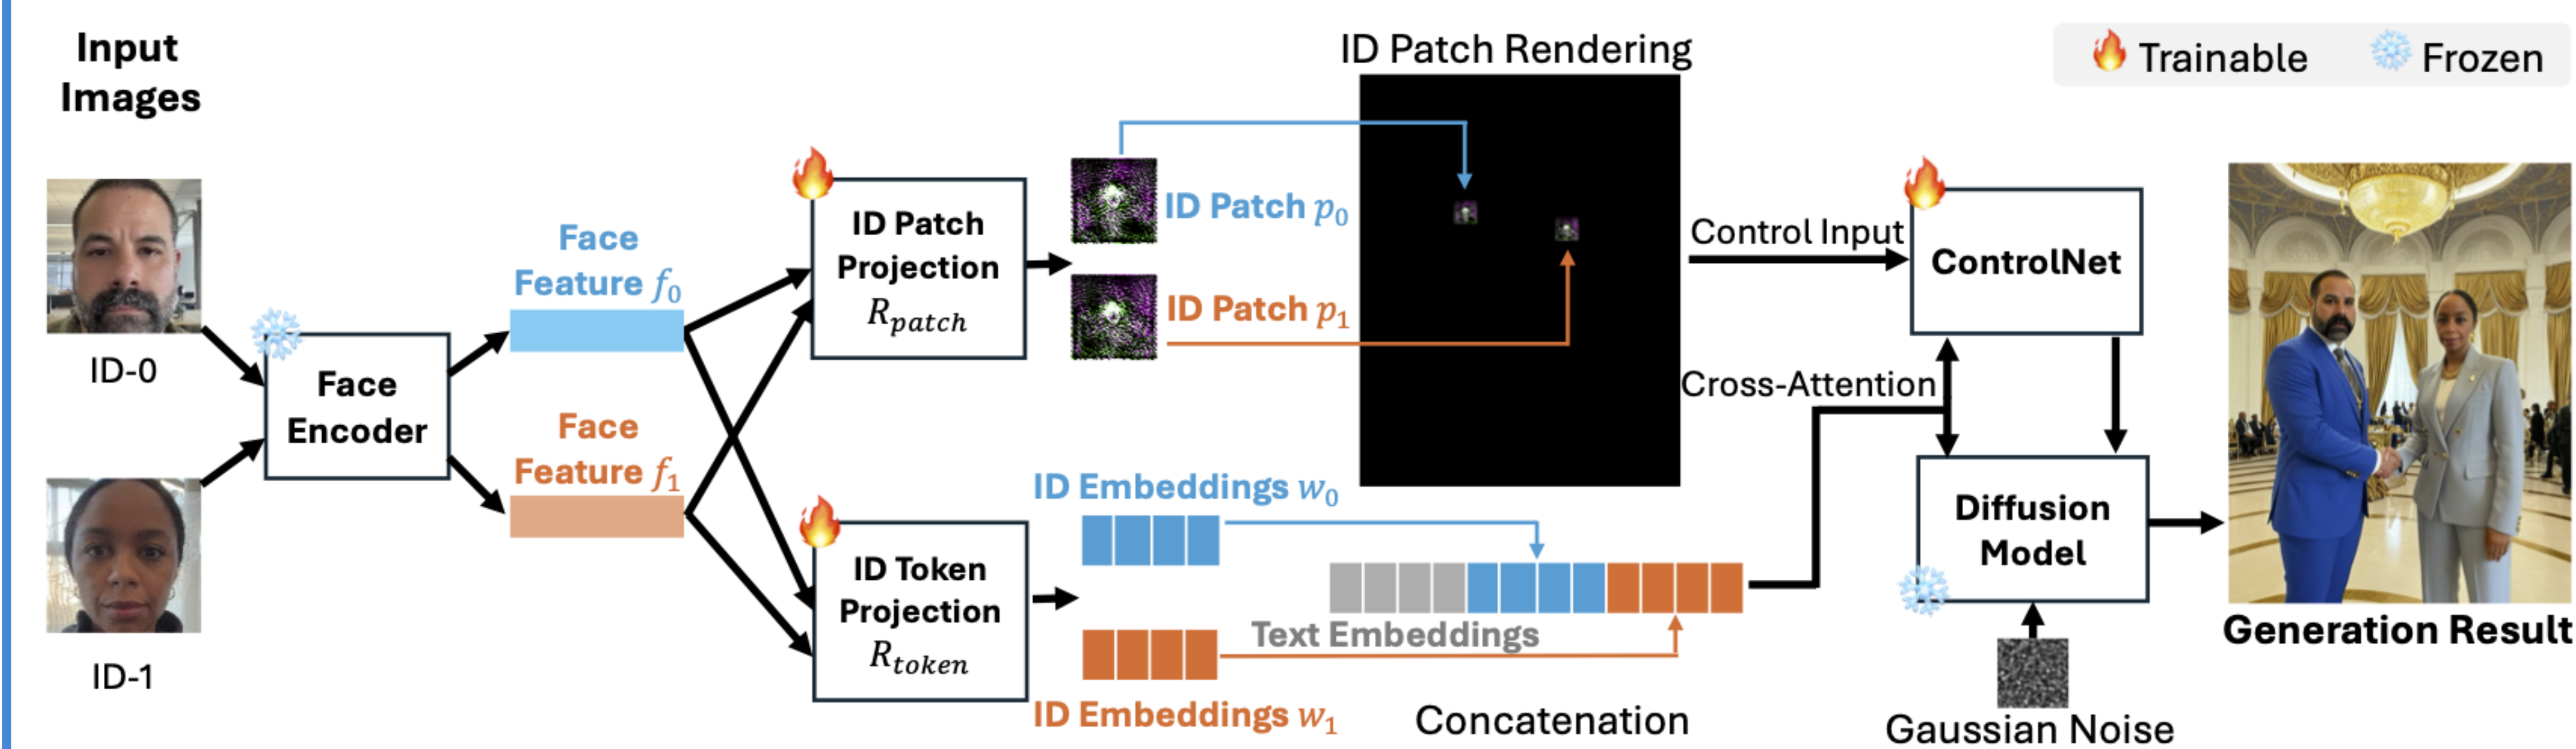 Input
Images
ID-0
ID-1
Face
Encoder
Face
Feature f₀
Face
Feature f₁
ID Patch
Projection
R_patch
ID Token
Projection
R_token
ID Patch p₀
ID Patch p₁
ID Patch Rendering
ID Embeddings w₀
Text Embeddings
ID Embeddings w₁
Concatenation
Control Input
Cross-Attention
Trainable
Frozen
ControlNet
Diffusion
Model
Gaussian Noise
Generation Result